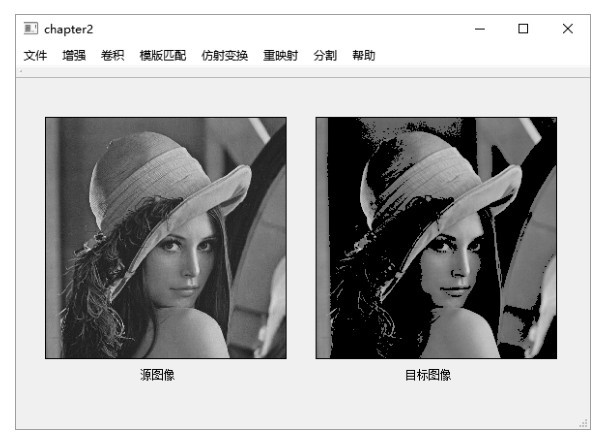 chapter2
文件 增强 卷积 模版匹配 仿射变换 重映射 分割 帮助
源图像 目标图像